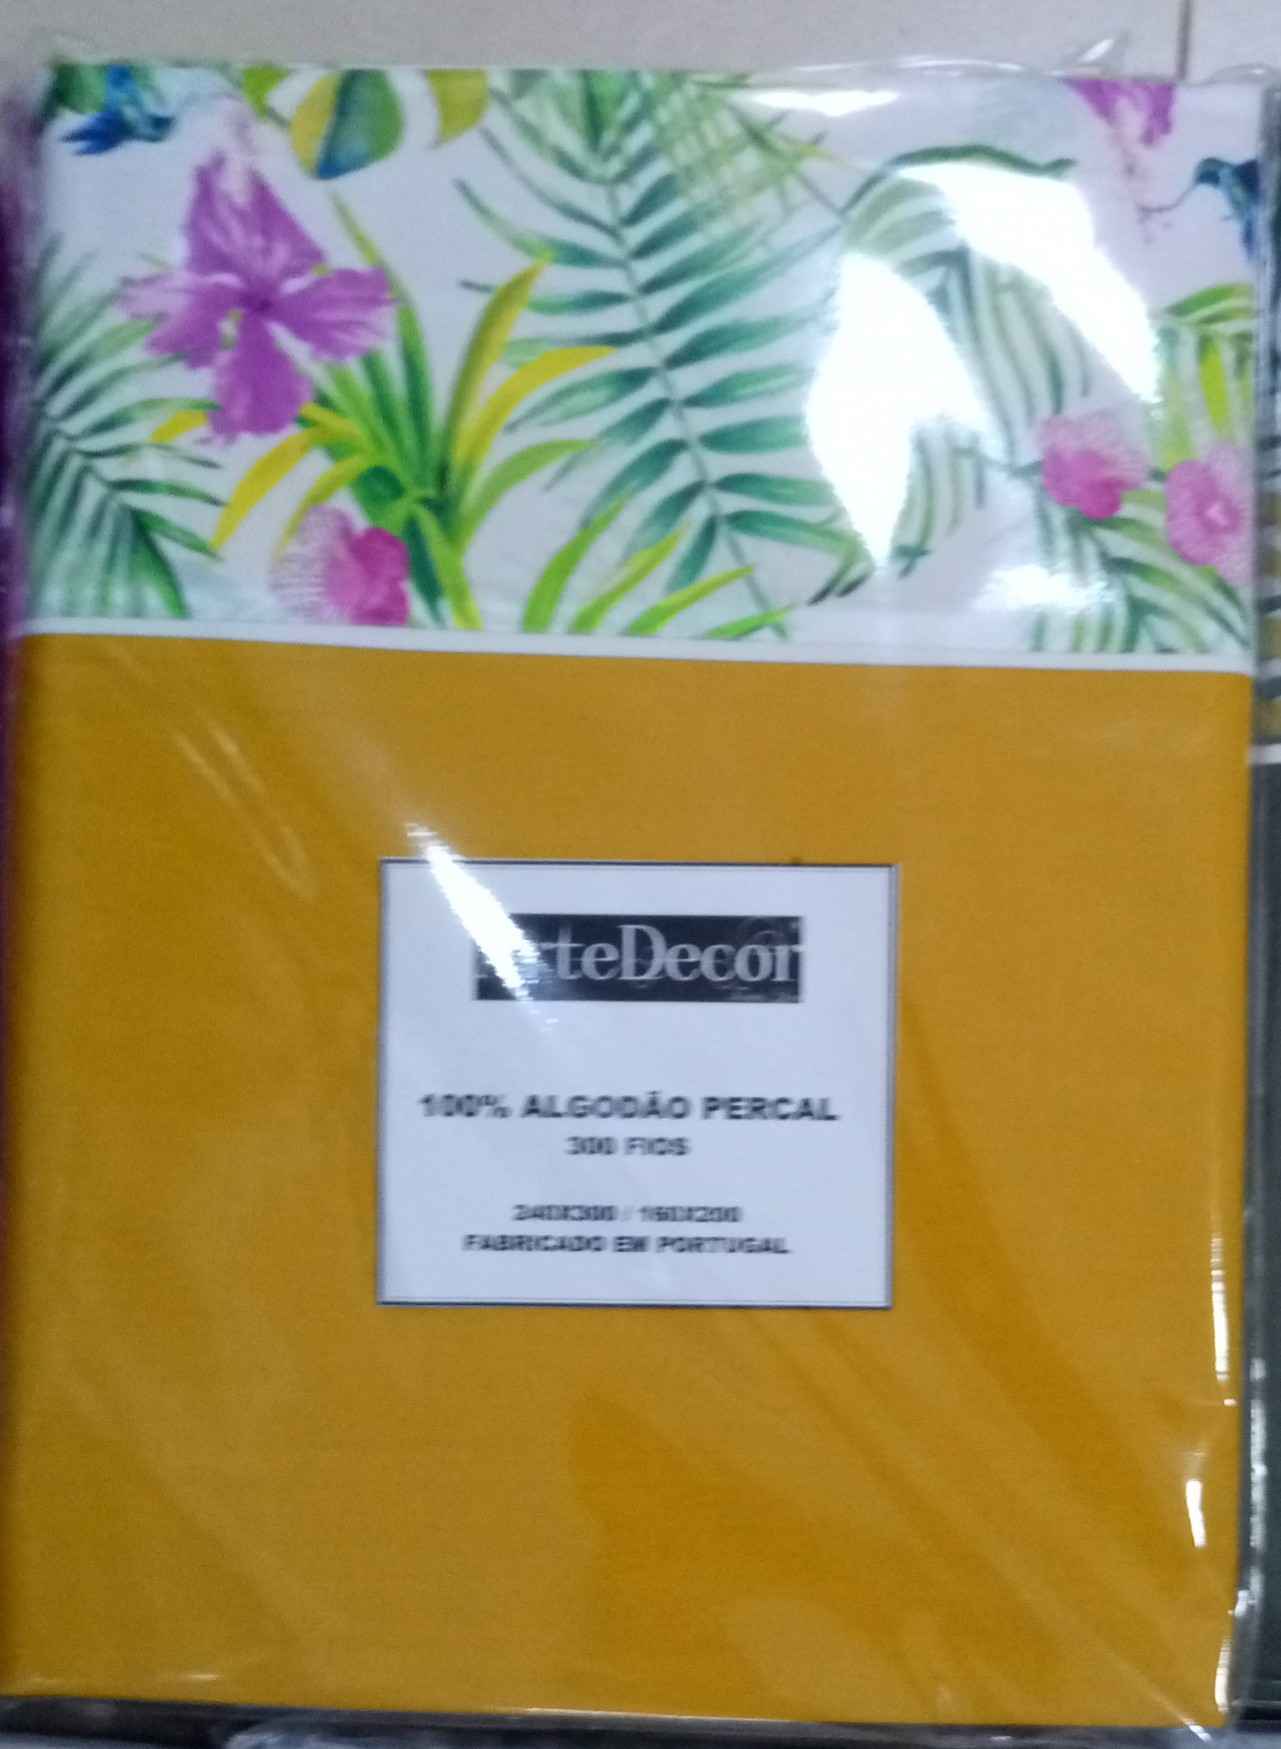 ArteDecor
100% ALGODÃO PERCAL
300 FIOS
240X300 / 160X200
FABRICADO EM PORTUGAL